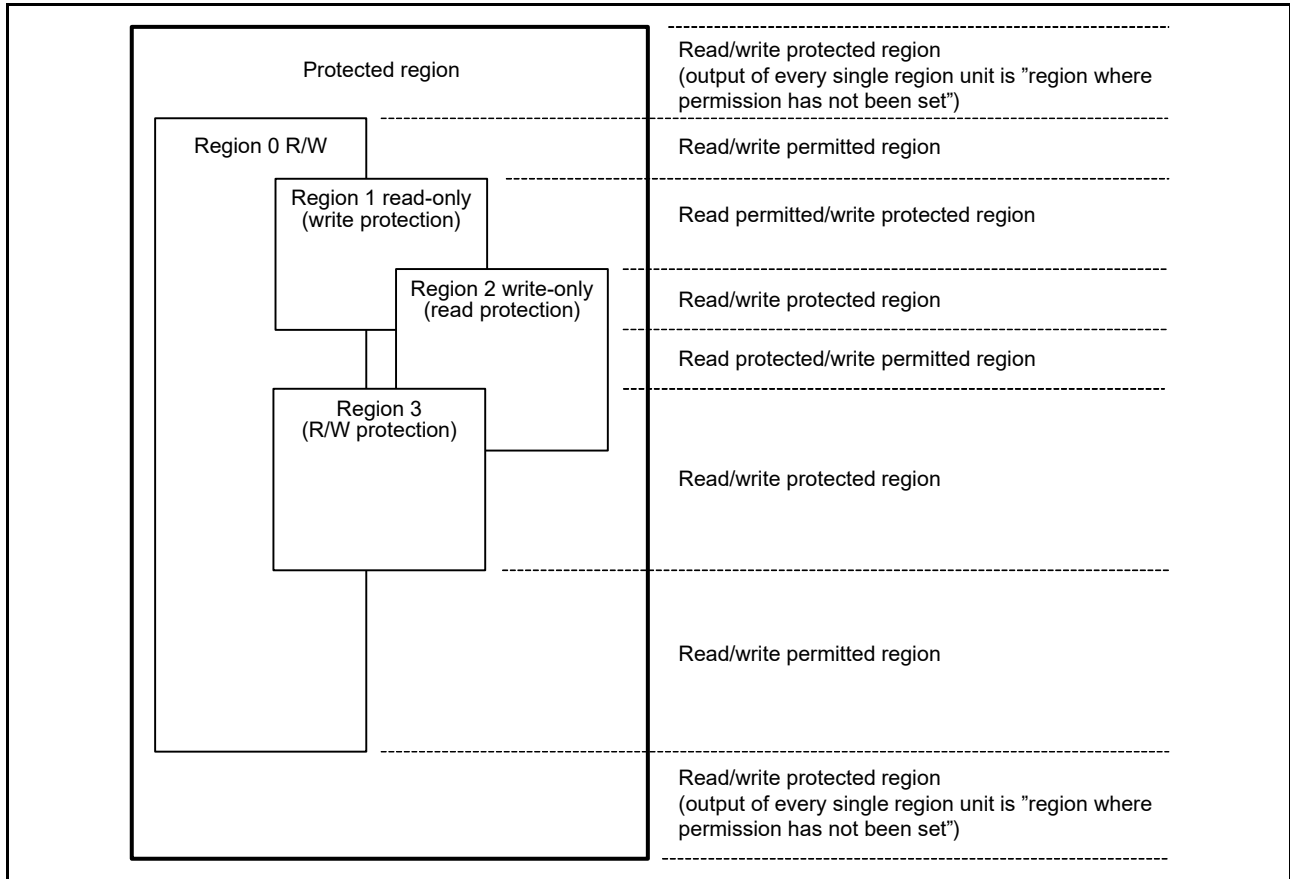 Protected region
Read/write protected region
(output of every single region unit is ”region where
permission has not been set”)
Region 0 R/W
Read/write permitted region
Region 1 read-only
(write protection)
Read permitted/write protected region
Region 2 write-only
(read protection)
Read/write protected region
Read protected/write permitted region
Region 3
(R/W protection)
Read/write protected region
Read/write permitted region
Read/write protected region
(output of every single region unit is ”region where
permission has not been set”)